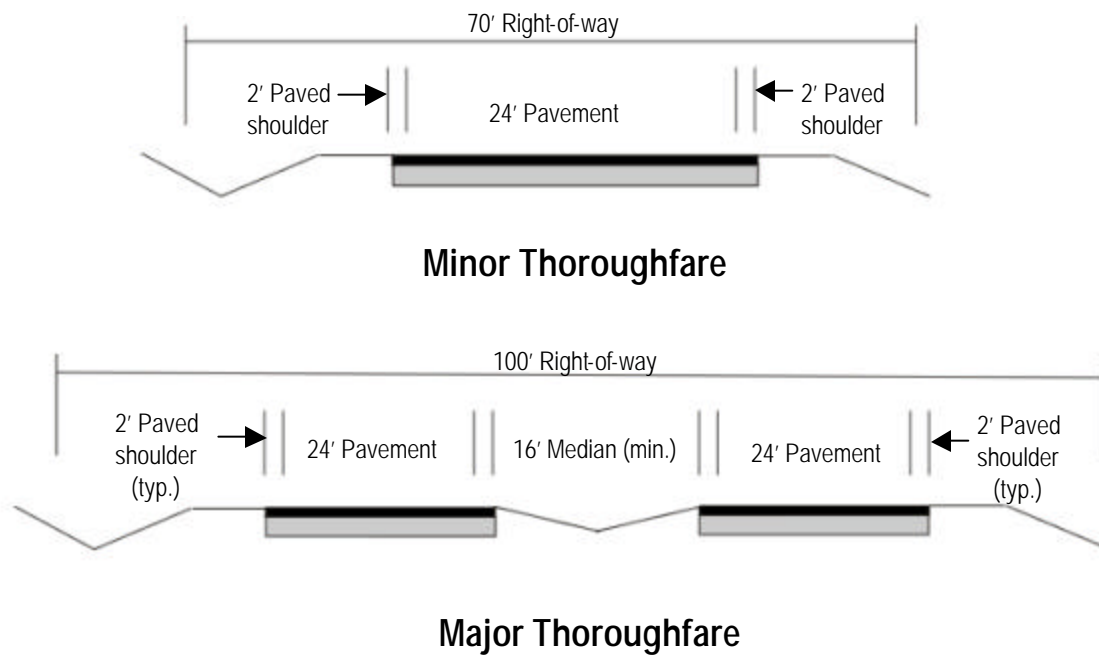 70' Right-of-way
2' Paved
shoulder
24' Pavement
2' Paved
shoulder
Minor Thoroughfare
100' Right-of-way
2' Paved
shoulder
(typ.)
24' Pavement
16' Median (min.)
24' Pavement
2' Paved
shoulder
(typ.)
Major Thoroughfare